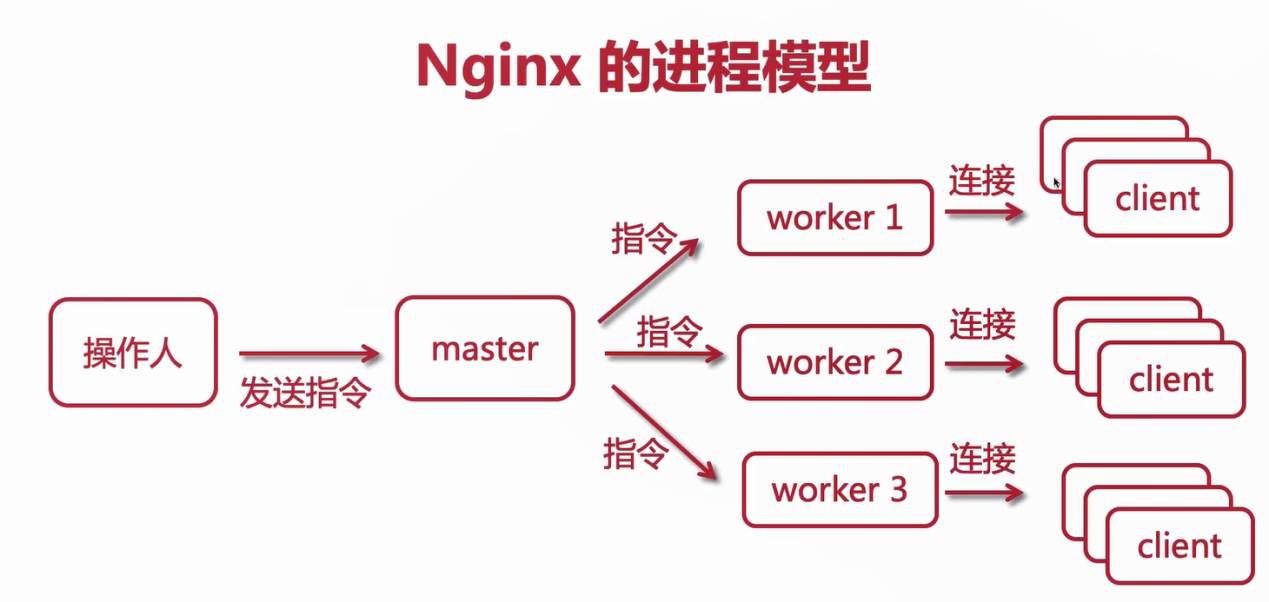 Nginx 的进程模型
操作人
发送指令
master
指令
指令
指令
worker 1
连接
client
worker 2
连接
client
worker 3
连接
client